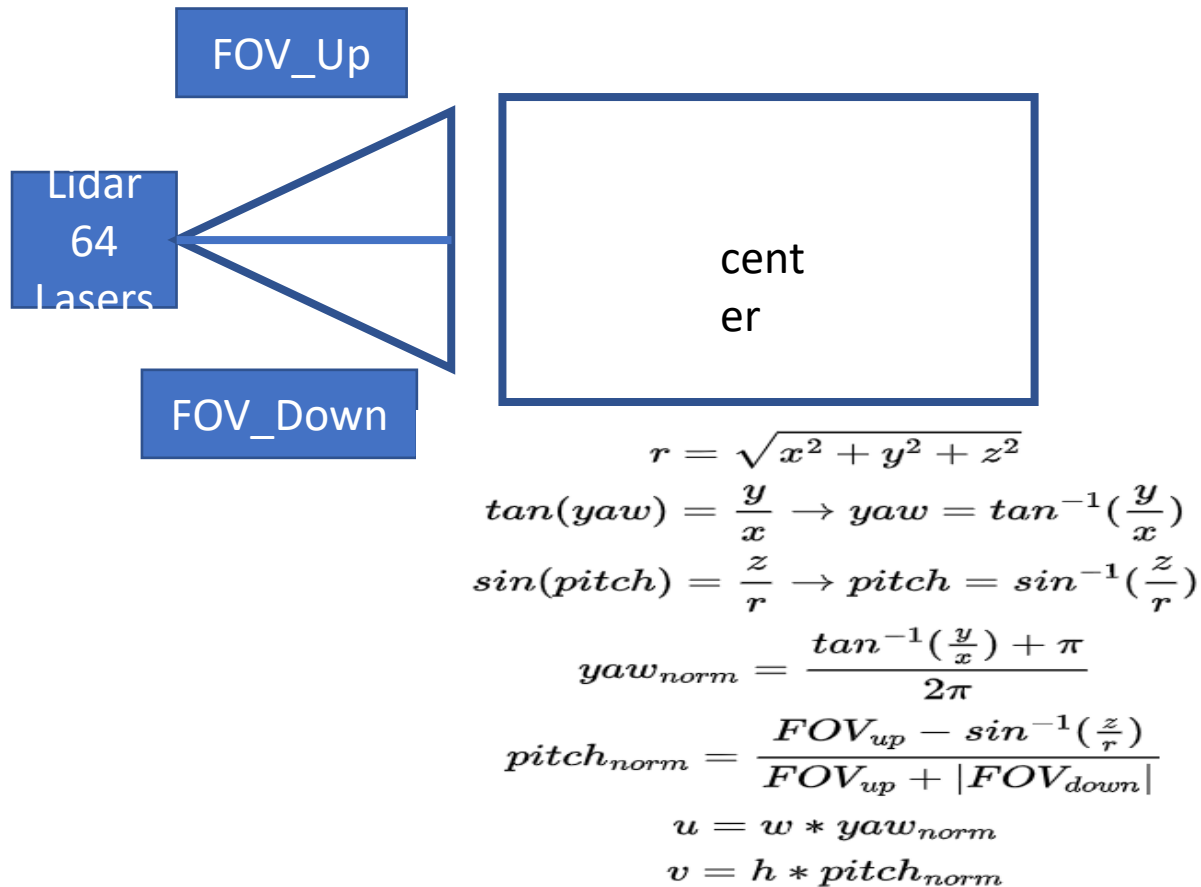 FOV_Up
Lidar
64
Lasers
cent
er
FOV_Down
r = √(x² + y² + z²)
tan(yaw) = y/x → yaw = tan⁻¹(y/x)
sin(pitch) = z/r → pitch = sin⁻¹(z/r)
yaw_norm = (tan⁻¹(y/x) + π)/(2π)
pitch_norm = (FOV_up − sin⁻¹(z/r))/(FOV_up + |FOV_down|)
u = w * yaw_norm
v = h * pitch_norm